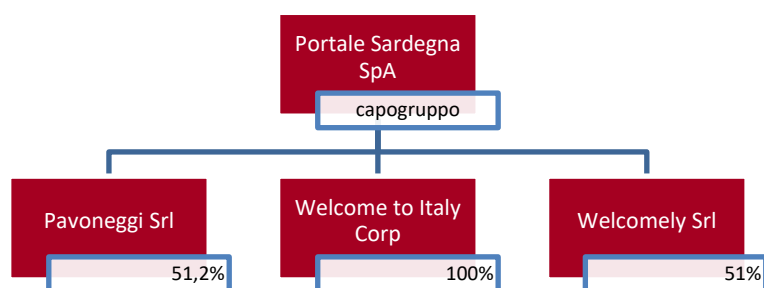 Portale Sardegna
SpA
capogruppo
Pavoneggi Srl
51,2%
Welcome to Italy
Corp
100%
Welcomely Srl
51%